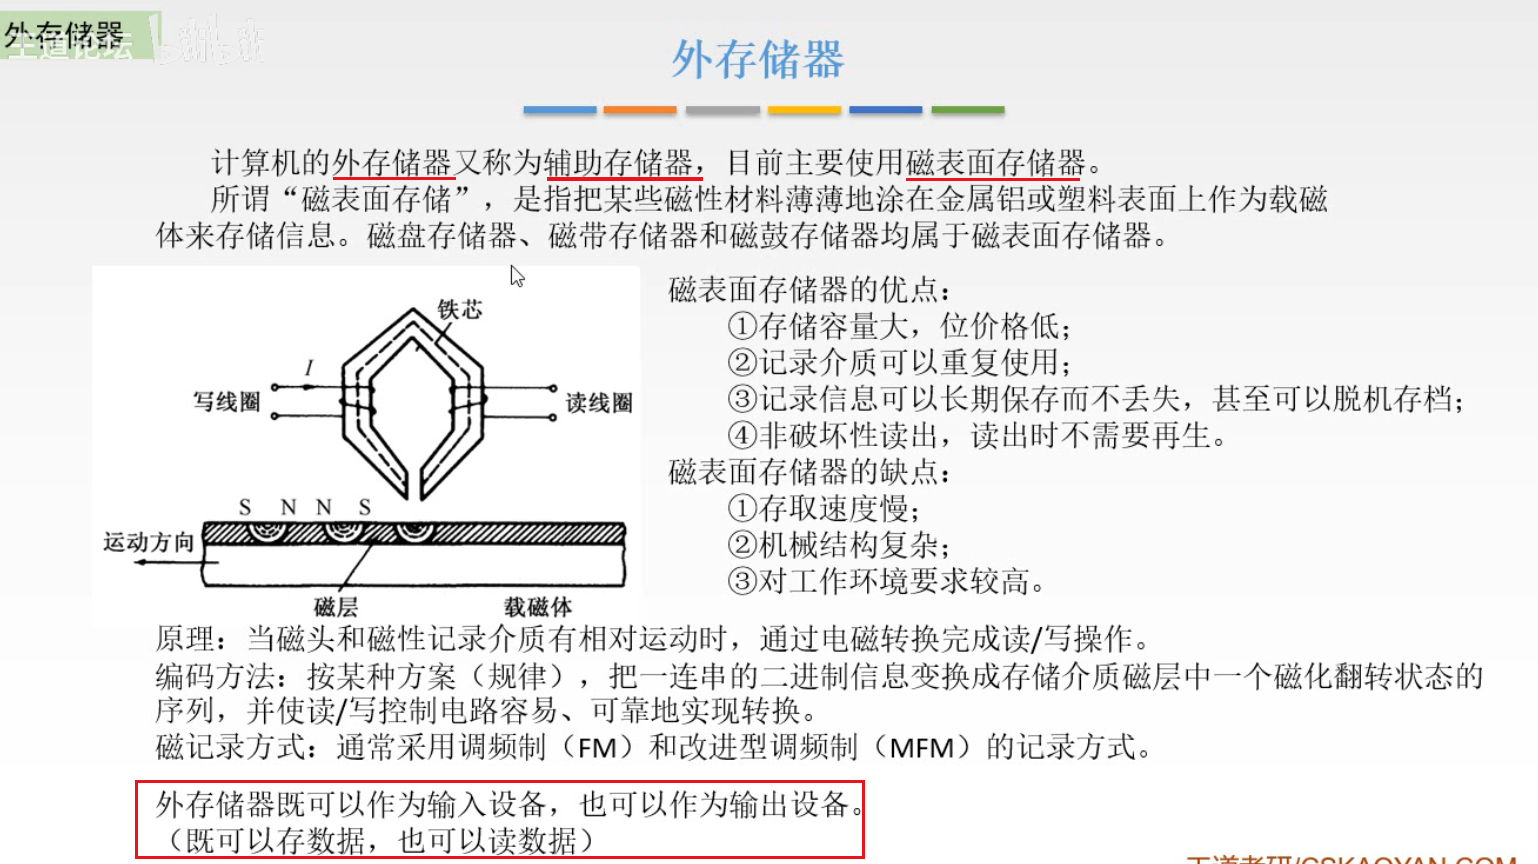 外存储器
王道论坛 bilibili
外存储器
计算机的外存储器又称为辅助存储器，目前主要使用磁表面存储器。
所谓“磁表面存储”，是指把某些磁性材料薄薄地涂在金属铝或塑料表面上作为载磁
体来存储信息。磁盘存储器、磁带存储器和磁鼓存储器均属于磁表面存储器。
铁芯
I
写线圈
读线圈
S N N S
运动方向
磁层
载磁体
磁表面存储器的优点：
①存储容量大，位价格低；
②记录介质可以重复使用；
③记录信息可以长期保存而不丢失，甚至可以脱机存档；
④非破坏性读出，读出时不需要再生。
磁表面存储器的缺点：
①存取速度慢；
②机械结构复杂；
③对工作环境要求较高。
原理：当磁头和磁性记录介质有相对运动时，通过电磁转换完成读/写操作。
编码方法：按某种方案（规律），把一连串的二进制信息变换成存储介质磁层中一个磁化翻转状态的
序列，并使读/写控制电路容易、可靠地实现转换。
磁记录方式：通常采用调频制（FM）和改进型调频制（MFM）的记录方式。
外存储器既可以作为输入设备，也可以作为输出设备。
（既可以存数据，也可以读数据）
王道考研/CSKAOYAN.COM